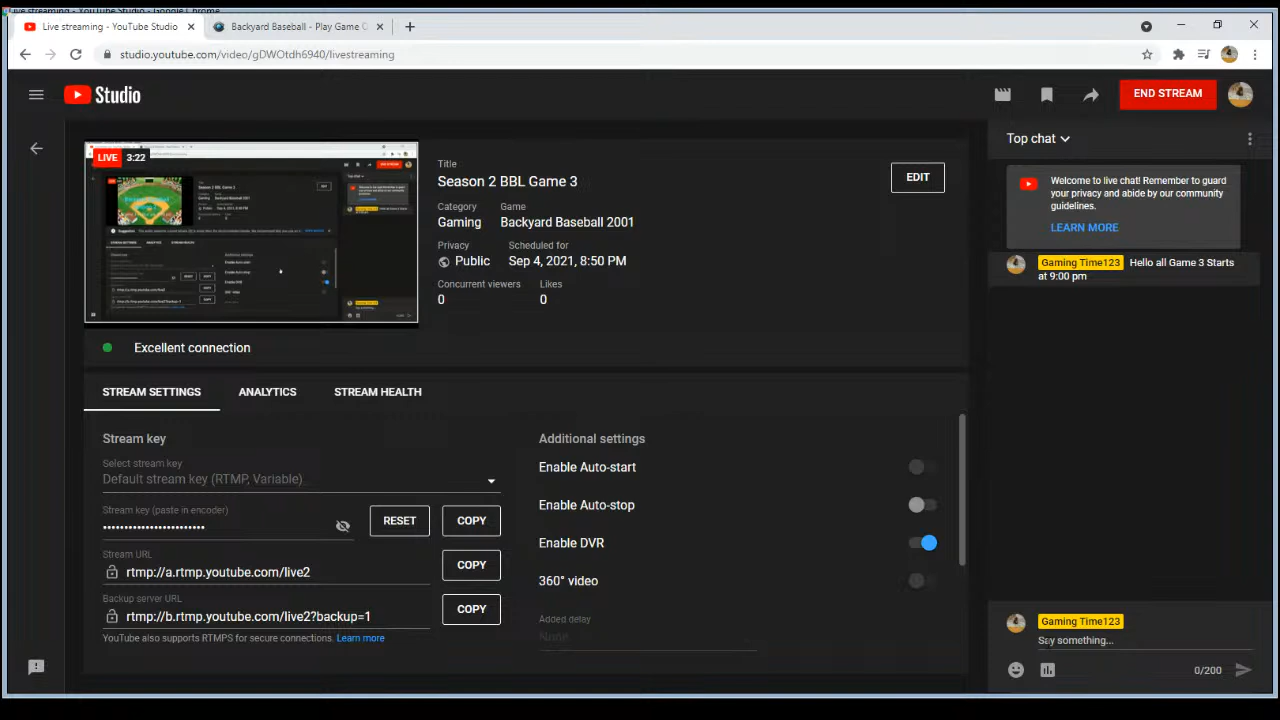 Live streaming - YouTube Studio
Backyard Baseball - Play Game O
studio.youtube.com/video/gDWOtdh6940/livestreaming
Studio
END STREAM
LIVE 3:22
Title
Season 2 BBL Game 3
EDIT
Category
Game
Gaming
Backyard Baseball 2001
Privacy
Scheduled for
Public
Sep 4, 2021, 8:50 PM
Concurrent viewers
Likes
0
0
Excellent connection
STREAM SETTINGS
ANALYTICS
STREAM HEALTH
Stream key
Select stream key
Default stream key (RTMP, Variable)
Stream key (paste in encoder)
••••••••••••••••••••••••
RESET
COPY
Stream URL
rtmp://a.rtmp.youtube.com/live2
COPY
Backup server URL
rtmp://b.rtmp.youtube.com/live2?backup=1
COPY
YouTube also supports RTMPS for secure connections. Learn more
Additional settings
Enable Auto-start
Enable Auto-stop
Enable DVR
360° video
Added delay
None
Top chat
Welcome to live chat! Remember to guard
your privacy and abide by our community
guidelines.
LEARN MORE
Gaming Time123 Hello all Game 3 Starts
at 9:00 pm
Gaming Time123
Say something...
0/200